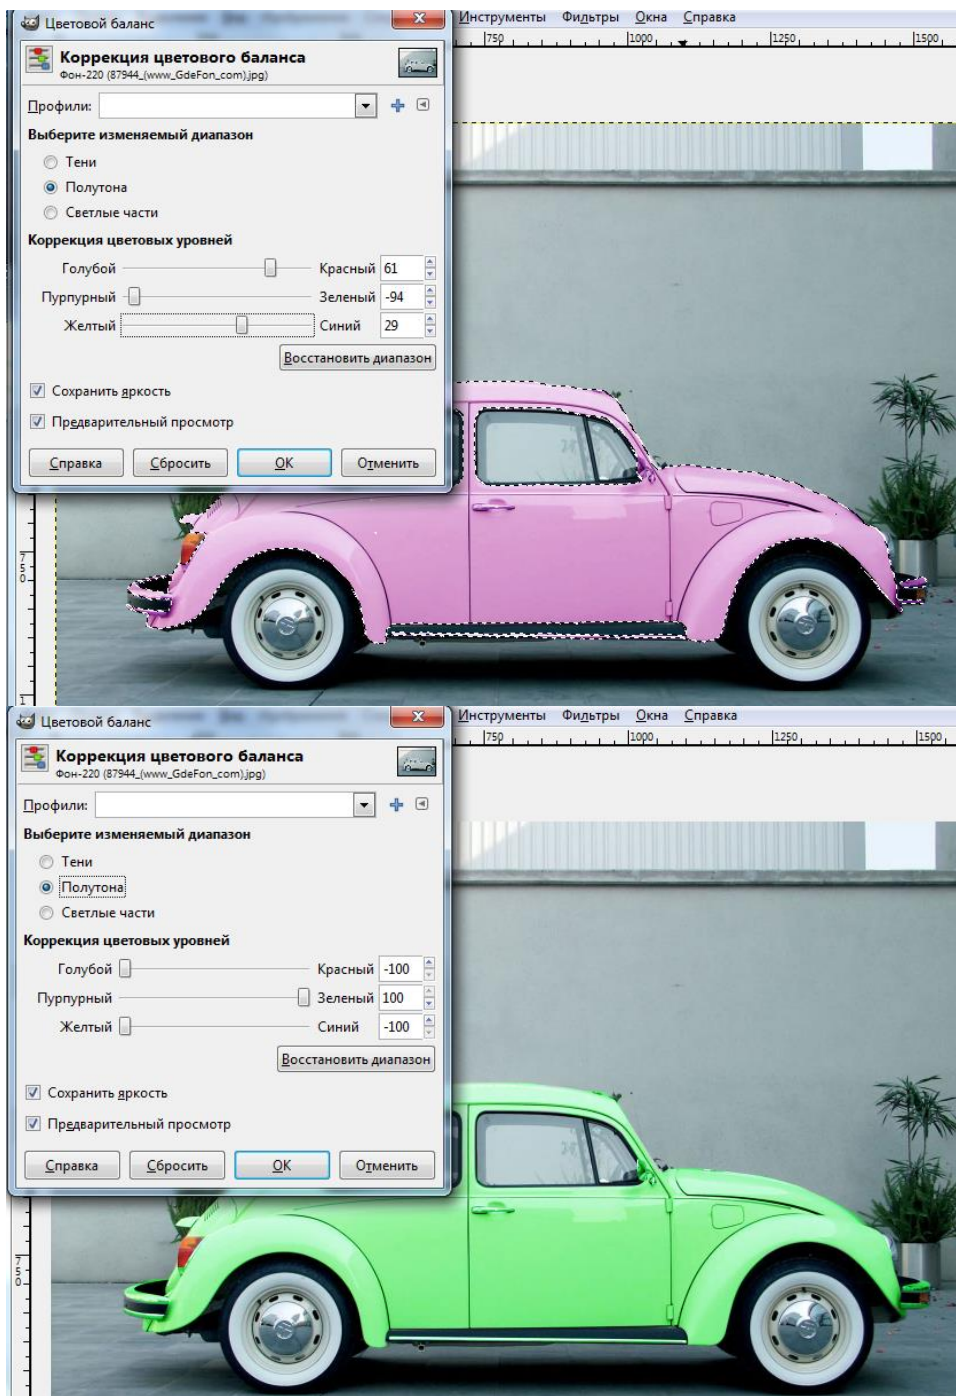 Цветовой баланс
Инструменты Фильтры Окна Справка
750 1000 1250 1500
Коррекция цветового баланса
Фон-220 (87944_(www_GdeFon_com).jpg)
Профили:
Выберите изменяемый диапазон
Тени
Полутона
Светлые части
Коррекция цветовых уровней
Голубой Красный 61
Пурпурный Зеленый -94
Желтый Синий 29
Восстановить диапазон
Сохранить яркость
Предварительный просмотр
Справка Сбросить OK Отменить
750
1
Цветовой баланс
Инструменты Фильтры Окна Справка
750 1000 1250 1500
Коррекция цветового баланса
Фон-220 (87944_(www_GdeFon_com).jpg)
Профили:
Выберите изменяемый диапазон
Тени
Полутона
Светлые части
Коррекция цветовых уровней
Голубой Красный -100
Пурпурный Зеленый 100
Желтый Синий -100
Восстановить диапазон
Сохранить яркость
Предварительный просмотр
Справка Сбросить OK Отменить
750